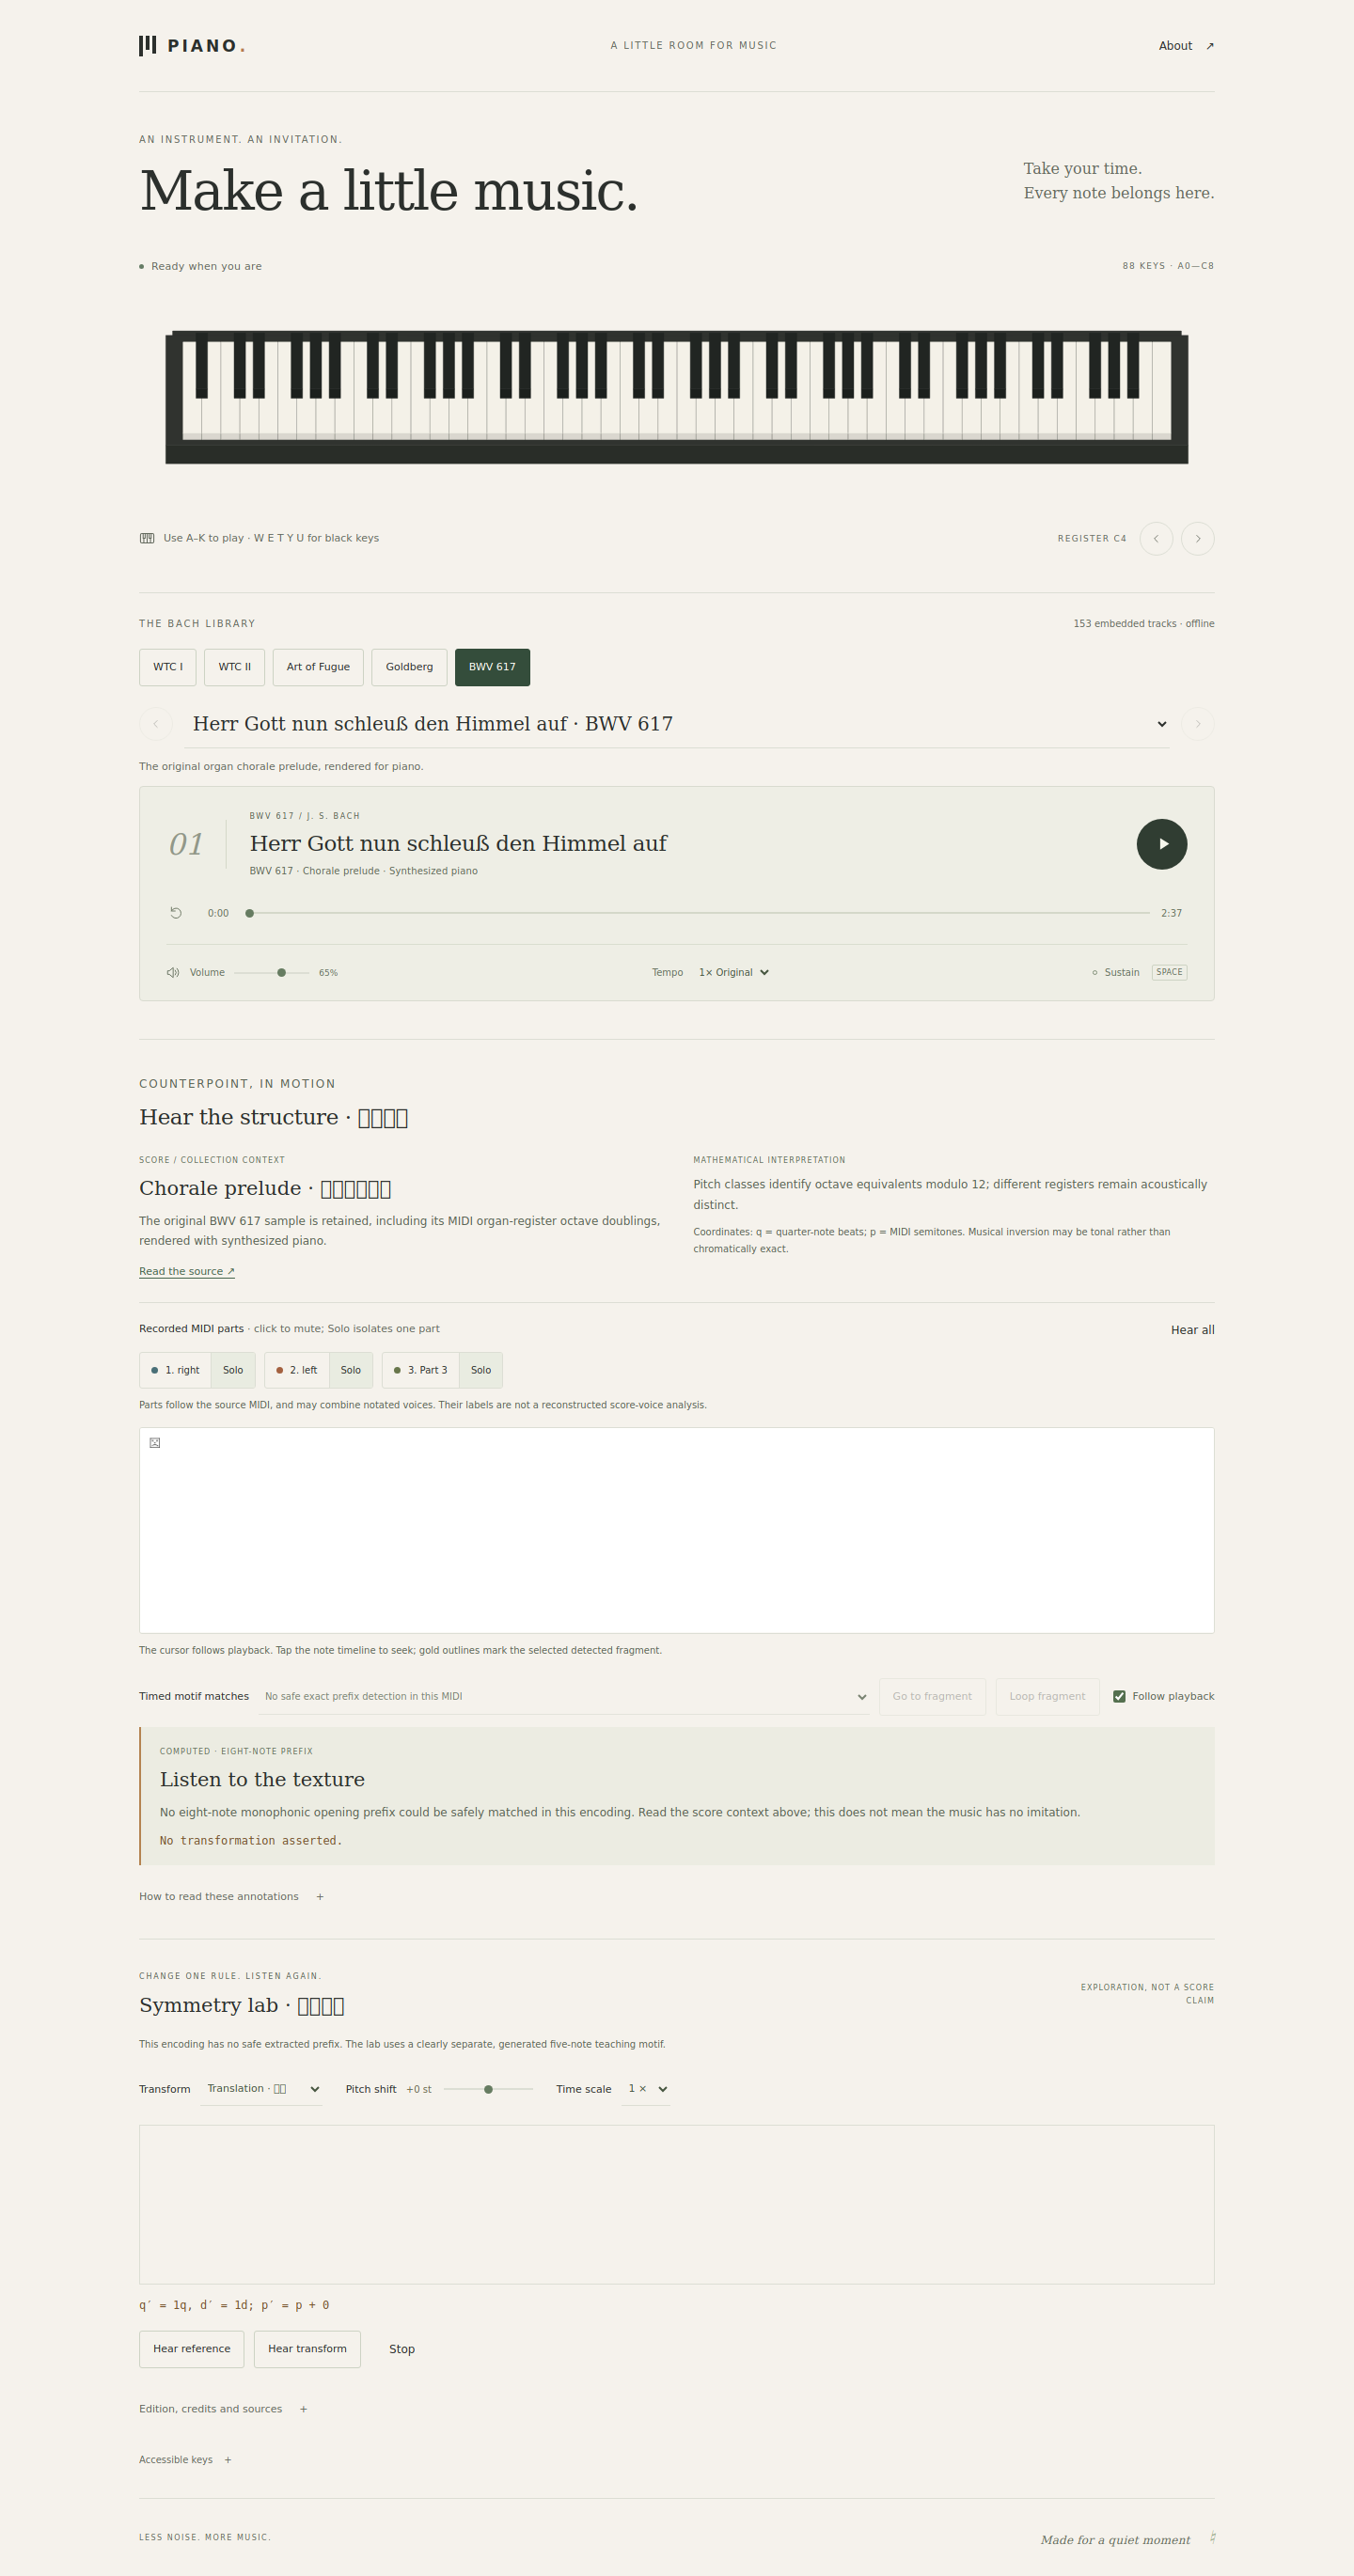 PIANO.
A LITTLE ROOM FOR MUSIC
About ↗
AN INSTRUMENT. AN INVITATION.
Make a little music.
Take your time.
Every note belongs here.
Ready when you are
88 KEYS · A0—C8
Use A–K to play · W E T Y U for black keys
REGISTER C4
THE BACH LIBRARY
153 embedded tracks · offline
WTC I
WTC II
Art of Fugue
Goldberg
BWV 617
Herr Gott nun schleuß den Himmel auf · BWV 617
The original organ chorale prelude, rendered for piano.
01
BWV 617 / J. S. BACH
Herr Gott nun schleuß den Himmel auf
BWV 617 · Chorale prelude · Synthesized piano
0:00
2:37
Volume
65%
Tempo
1× Original
Sustain
SPACE
COUNTERPOINT, IN MOTION
Hear the structure ·
SCORE / COLLECTION CONTEXT
Chorale prelude ·
The original BWV 617 sample is retained, including its MIDI organ-register octave doublings,
rendered with synthesized piano.
Read the source ↗
MATHEMATICAL INTERPRETATION
Pitch classes identify octave equivalents modulo 12; different registers remain acoustically
distinct.
Coordinates: q = quarter-note beats; p = MIDI semitones. Musical inversion may be tonal rather than
chromatically exact.
Recorded MIDI parts · click to mute; Solo isolates one part
Hear all
1. right
Solo
2. left
Solo
3. Part 3
Solo
Parts follow the source MIDI, and may combine notated voices. Their labels are not a reconstructed score-voice analysis.
The cursor follows playback. Tap the note timeline to seek; gold outlines mark the selected detected fragment.
Timed motif matches
No safe exact prefix detection in this MIDI
Go to fragment
Loop fragment
Follow playback
COMPUTED · EIGHT-NOTE PREFIX
Listen to the texture
No eight-note monophonic opening prefix could be safely matched in this encoding. Read the score context above; this does not mean the music has no imitation.
No transformation asserted.
How to read these annotations +
CHANGE ONE RULE. LISTEN AGAIN.
Symmetry lab ·
EXPLORATION, NOT A SCORE
CLAIM
This encoding has no safe extracted prefix. The lab uses a clearly separate, generated five-note teaching motif.
Transform
Translation ·
Pitch shift
+0 st
Time scale
1 ×
q′ = 1q, d′ = 1d; p′ = p + 0
Hear reference
Hear transform
Stop
Edition, credits and sources +
Accessible keys +
LESS NOISE. MORE MUSIC.
Made for a quiet moment